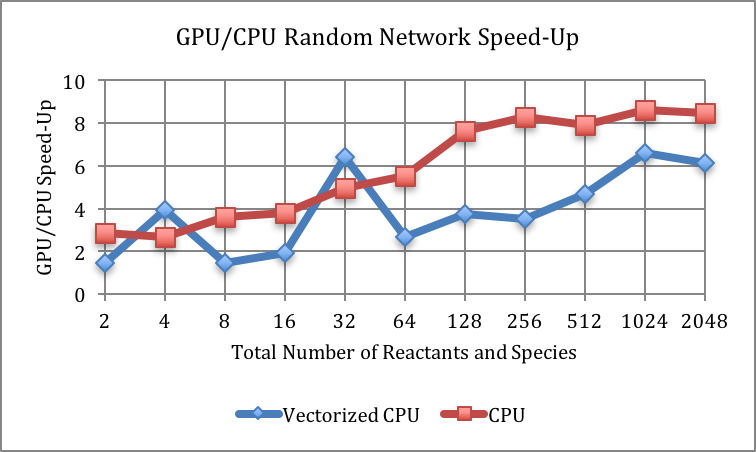 GPU/CPU Random Network Speed-Up
GPU/CPU Speed-Up
10
8
6
4
2
0
2 4 8 16 32 64 128 256 512 1024 2048
Total Number of Reactants and Species
Vectorized CPU CPU